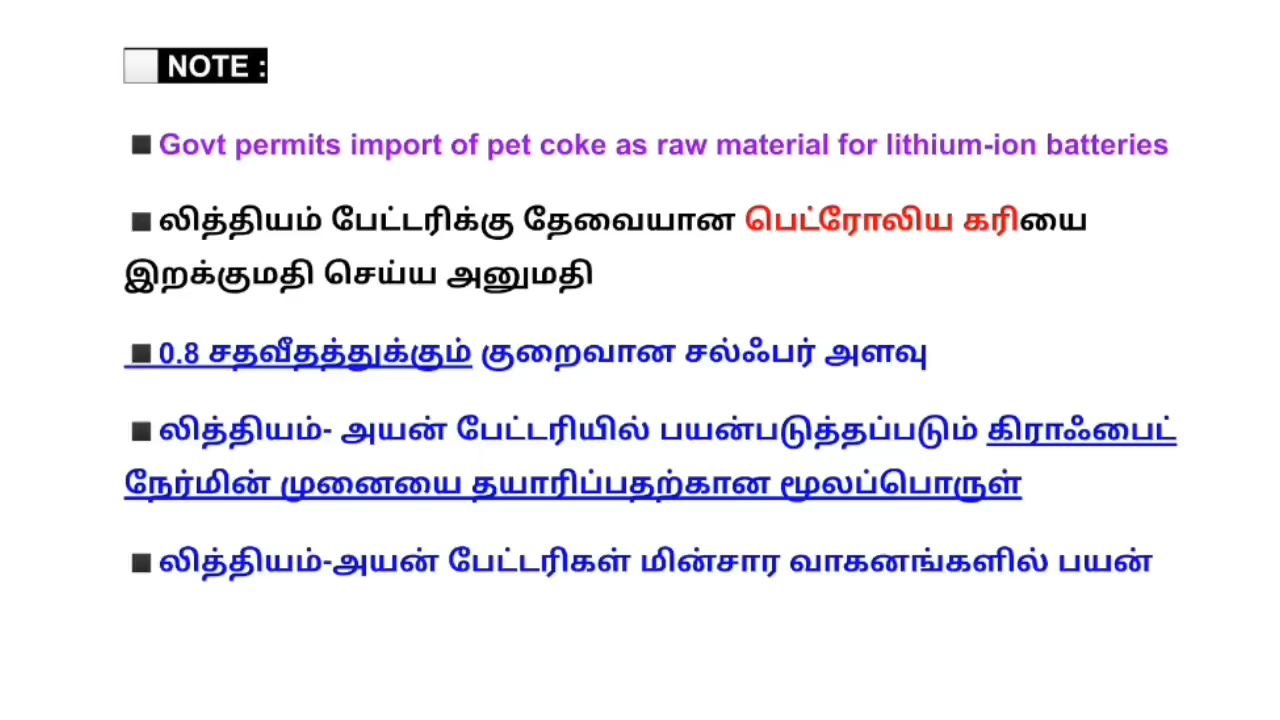 NOTE :
◾Govt permits import of pet coke as raw material for lithium-ion batteries
◾லித்தியம் பேட்டரிக்கு தேவையான பெட்ரோலிய கரியை
இறக்குமதி செய்ய அனுமதி
◾0.8 சதவீதத்துக்கும் குறைவான சல்ஃபர் அளவு
◾லித்தியம்- அயன் பேட்டரியில் பயன்படுத்தப்படும் கிராஃபைட்
நேர்மின் முனையை தயாரிப்பதற்கான மூலப்பொருள்
◾லித்தியம்-அயன் பேட்டரிகள் மின்சார வாகனங்களில் பயன்